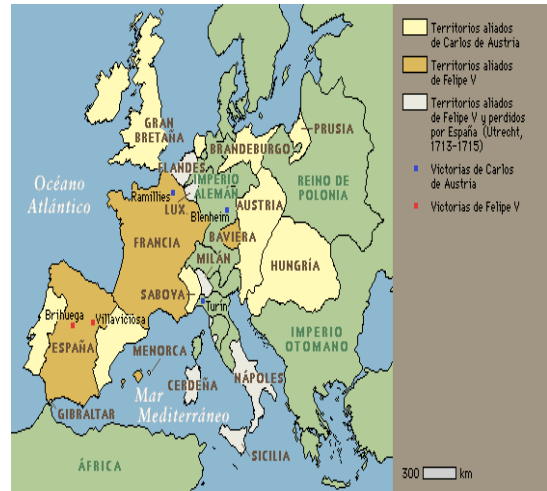 GRAN
BRETAÑA
Océano
Atlántico
FLANDES
Ramillies
LUX
BRANDEBURGO
PRUSIA
IMPERIO
ALEMÁN
REINO DE
POLONIA
Blenheim
AUSTRIA
FRANCIA
BAVIERA
MILÁN
HUNGRÍA
SABOYA
Turín
Brihuega
Villaviciosa
ESPAÑA
IMPERIO
OTOMANO
MENORCA
CERDEÑA
NÁPOLES
Mar
Mediterráneo
GIBRALTAR
SICILIA
ÁFRICA
Territorios aliados
de Carlos de Austria
Territorios aliados
de Felipe V
Territorios aliados
de Felipe V y perdidos
por España (Utrecht,
1713-1715)
Victorias de Carlos
de Austria
Victorias de Felipe V
300 km